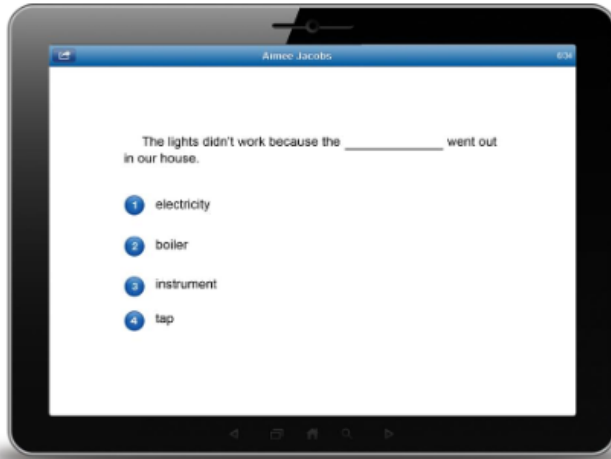 Aimee Jacobs
6/34
The lights didn't work because the ______________ went out
in our house.
1 electricity
2 boiler
3 instrument
4 tap